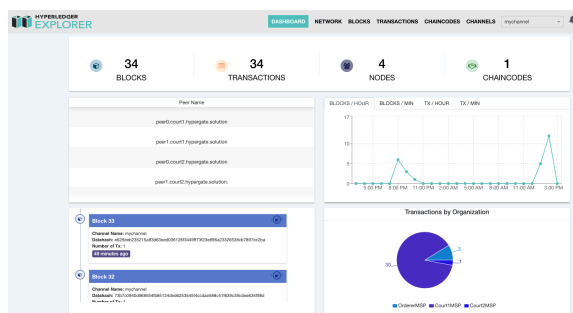 HYPERLEDGER
EXPLORER
DASHBOARD NETWORK BLOCKS TRANSACTIONS CHAINCODES CHANNELS mychannel
34 BLOCKS
34 TRANSACTIONS
4 NODES
1 CHAINCODES
Peer Name
peer0.court1.hypergate.solution
peer1.court1.hypergate.solution
peer0.court2.hypergate.solution
peer1.court2.hypergate.solution.
BLOCKS / HOUR BLOCKS / MIN TX / HOUR TX / MIN
17
10
5
0
5:00 PM 8:00 PM 11:00 PM 2:00 AM 5:00 AM 8:00 AM 11:00 AM 3:00 PM
Block 33
Channel Name: mychannel
Datahash:
Number of Tx: 1
49 minutes ago
Block 32
Channel Name: mychannel
Datahash:
Transactions by Organization
3
1
30
OrdererMSP Court1MSP Court2MSP